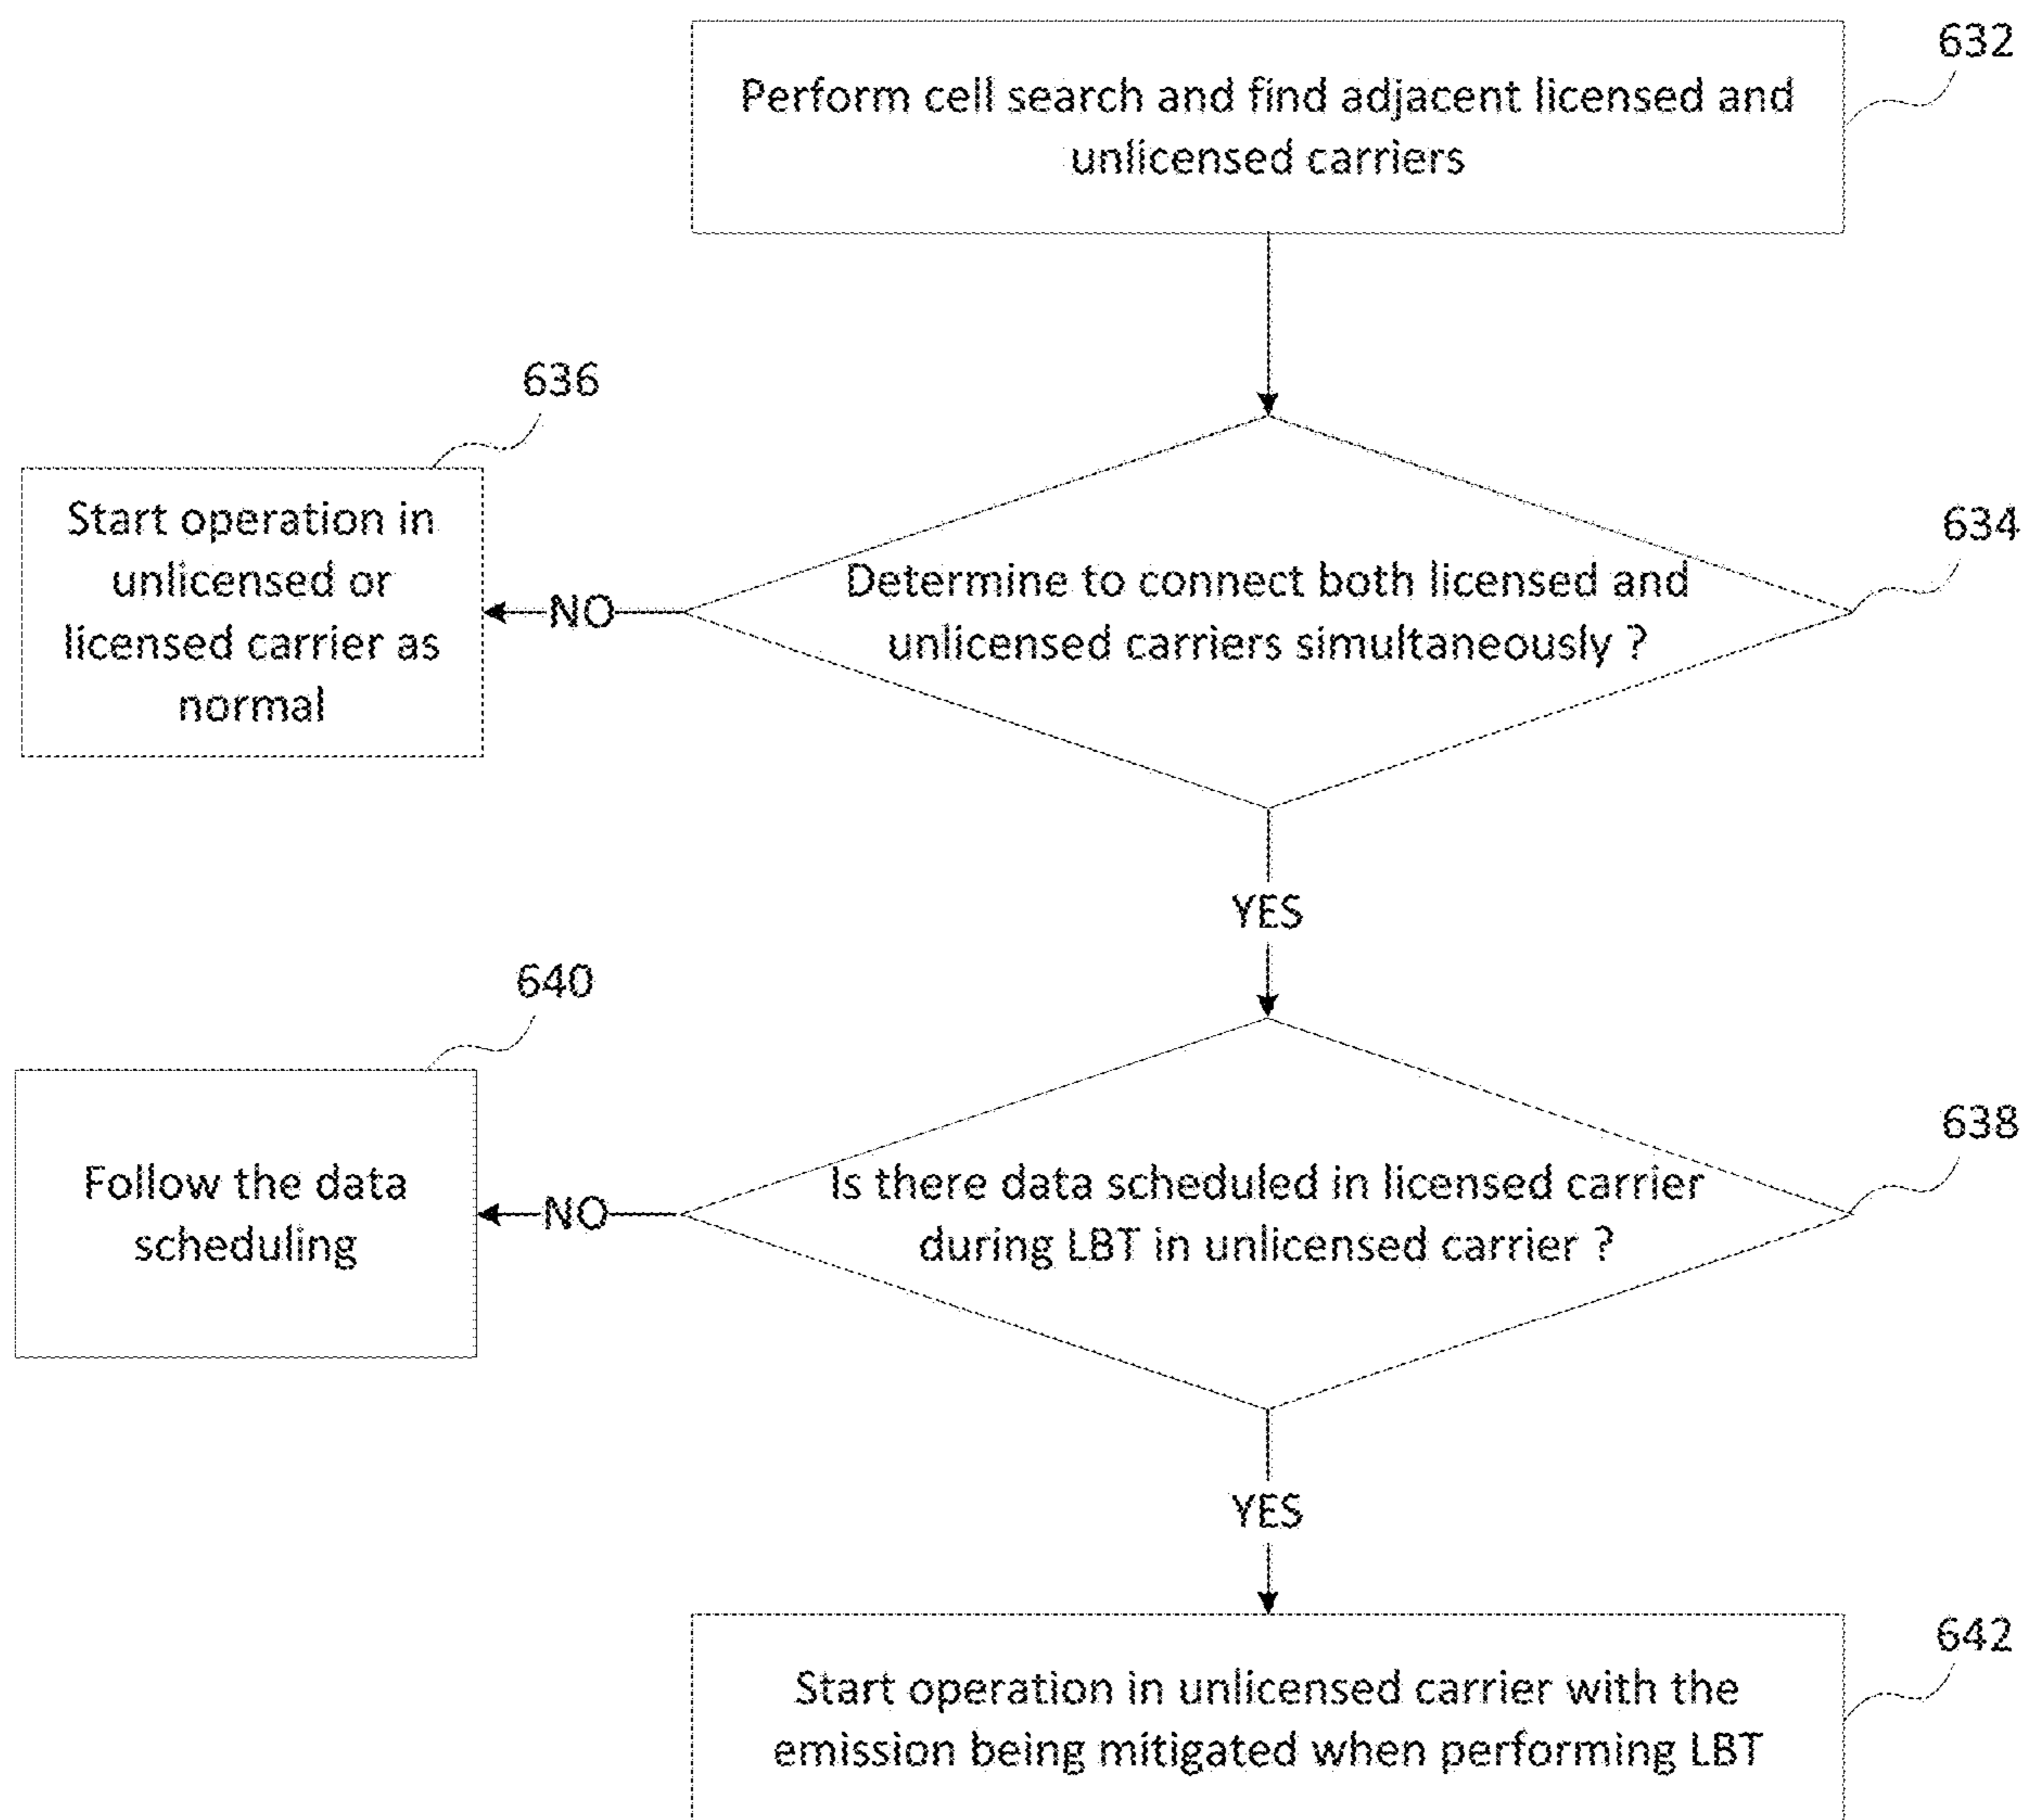 632
Perform cell search and find adjacent licensed and
unlicensed carriers
636
Start operation in
unlicensed or
licensed carrier as
normal
NO
634
Determine to connect both licensed and
unlicensed carriers simultaneously ?
YES
640
Follow the data
scheduling
NO
638
Is there data scheduled in licensed carrier
during LBT in unlicensed carrier ?
YES
642
Start operation in unlicensed carrier with the
emission being mitigated when performing LBT